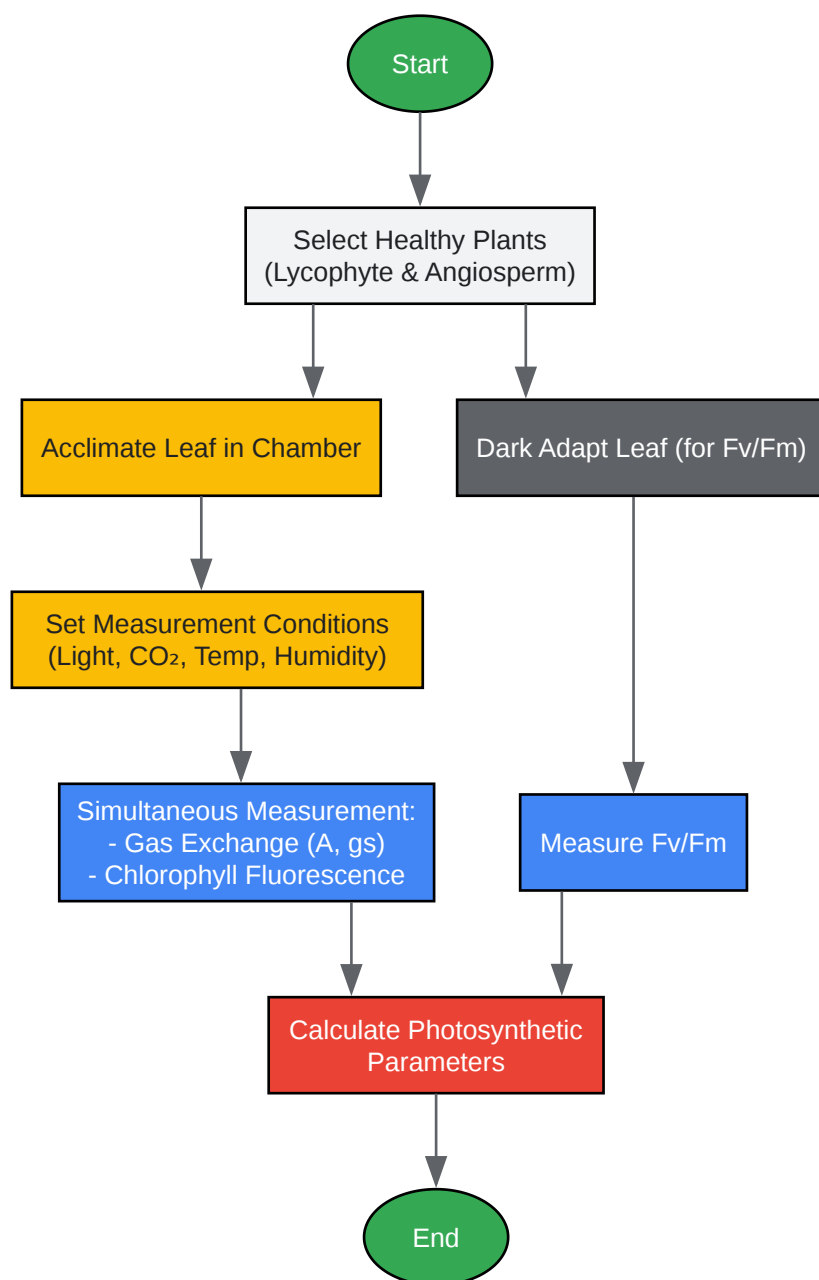 Start
Select Healthy Plants
(Lycophyte & Angiosperm)
Acclimate Leaf in Chamber
Dark Adapt Leaf (for Fv/Fm)
Set Measurement Conditions
(Light, CO₂, Temp, Humidity)
Simultaneous Measurement:
- Gas Exchange (A, gs)
- Chlorophyll Fluorescence
Measure Fv/Fm
Calculate Photosynthetic
Parameters
End